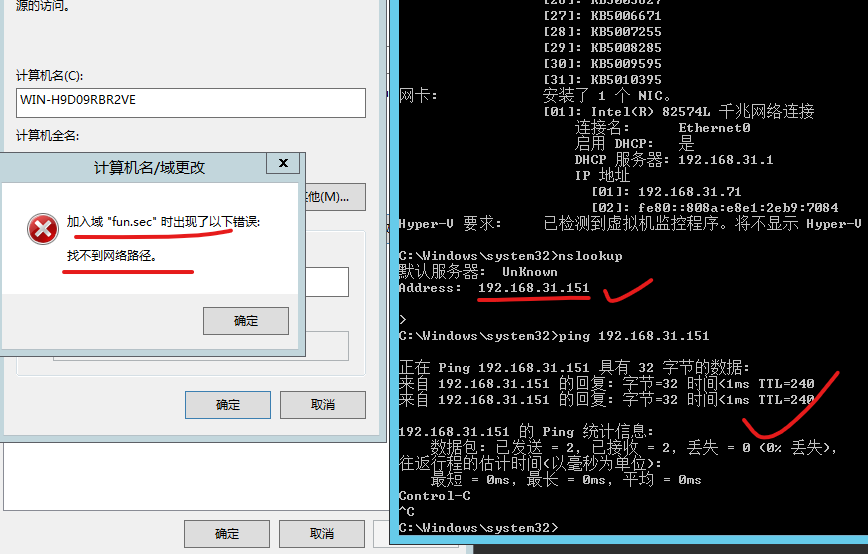 源的访问。
计算机名(C):
WIN-H9D09RBR2VE
计算机全名:
计算机名/域更改
x
其他(M)...
加入域 "fun.sec" 时出现了以下错误:
找不到网络路径。
确定
确定
取消
确定
取消
[27]: KB5006671
[28]: KB5007255
[29]: KB5008285
[30]: KB5009595
[31]: KB5010395
网卡: 安装了 1 个 NIC。
[01]: Intel(R) 82574L 千兆网络连接
连接名: Ethernet0
启用 DHCP: 是
DHCP 服务器: 192.168.31.1
IP 地址
[01]: 192.168.31.71
[02]: fe80::808a:e8e1:2eb9:7084
Hyper-V 要求: 已检测到虚拟机监控程序。将不显示 Hyper-V
C:\Windows\system32>nslookup
默认服务器: UnKnown
Address: 192.168.31.151
>
C:\Windows\system32>ping 192.168.31.151
正在 Ping 192.168.31.151 具有 32 字节的数据:
来自 192.168.31.151 的回复: 字节=32 时间<1ms TTL=240
来自 192.168.31.151 的回复: 字节=32 时间<1ms TTL=240
192.168.31.151 的 Ping 统计信息:
数据包: 已发送 = 2, 已接收 = 2, 丢失 = 0 (0% 丢失),
往返行程的估计时间(以毫秒为单位):
最短 = 0ms, 最长 = 0ms, 平均 = 0ms
Control-C
^C
C:\Windows\system32>